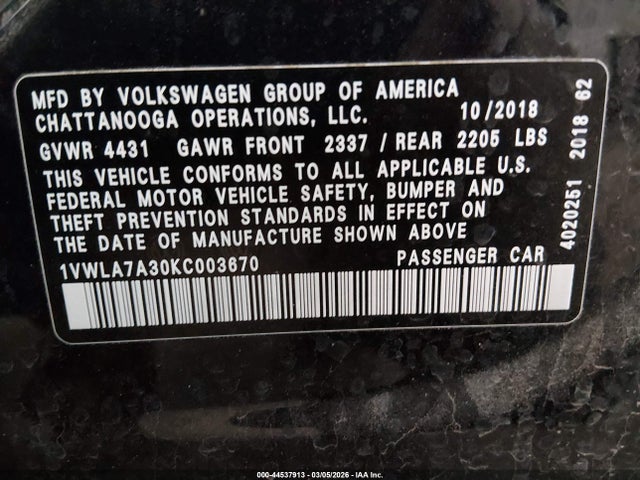 MFD BY VOLKSWAGEN GROUP OF AMERICA
CHATTANOOGA OPERATIONS, LLC. 10/2018
GVWR 4431 GAWR FRONT 2337 / REAR 2205 LBS
THIS VEHICLE CONFORMS TO ALL APPLICABLE U.S.
FEDERAL MOTOR VEHICLE SAFETY, BUMPER AND
THEFT PREVENTION STANDARDS IN EFFECT ON
THE DATE OF MANUFACTURE SHOWN ABOVE
1VWLA7A30KC003670 PASSENGER CAR
4020251 2018 62
000-44537913 - 03/05/2026 - IAA Inc.